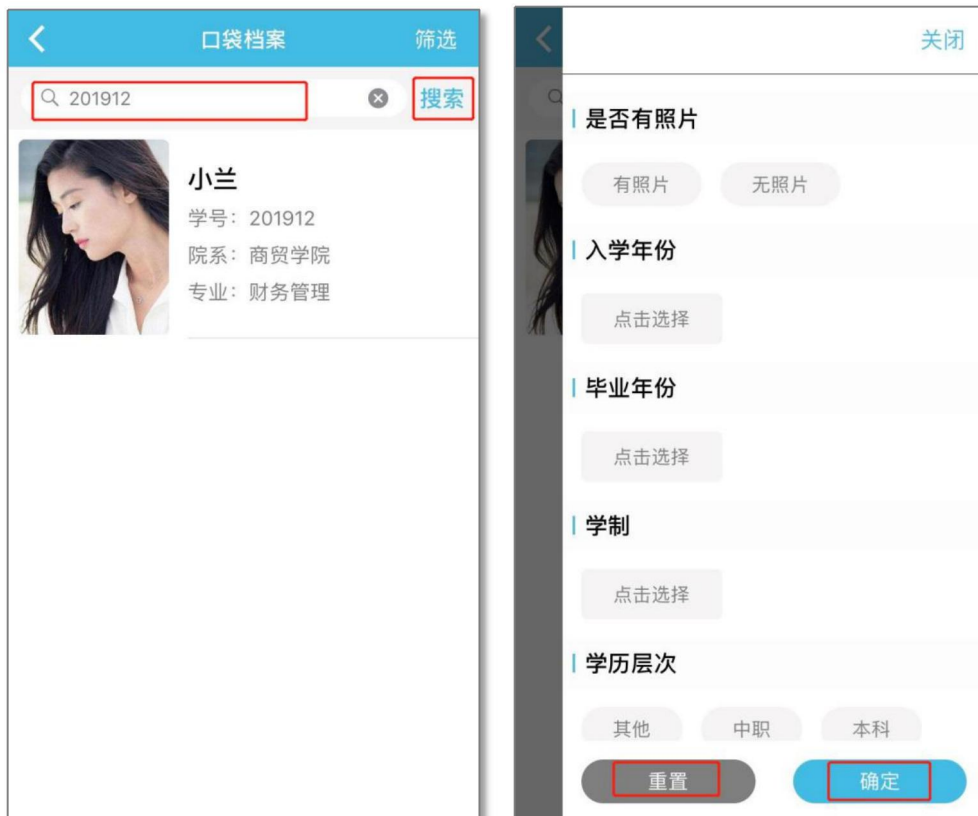 口袋档案 筛选
201912 搜索
小兰
学号：201912
院系：商贸学院
专业：财务管理
关闭
是否有照片
有照片 无照片
入学年份
点击选择
毕业年份
点击选择
学制
点击选择
学历层次
其他 中职 本科
重置 确定